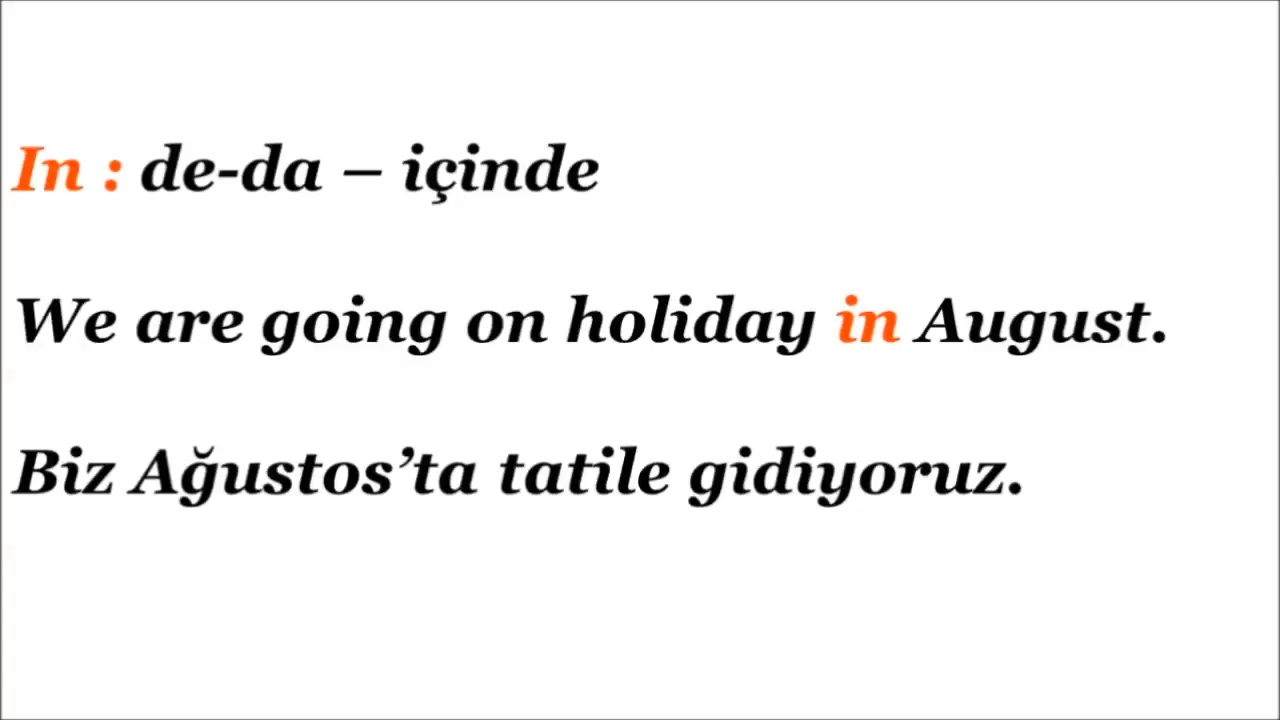 In : de-da – içinde
We are going on holiday in August.
Biz Ağustos’ta tatile gidiyoruz.